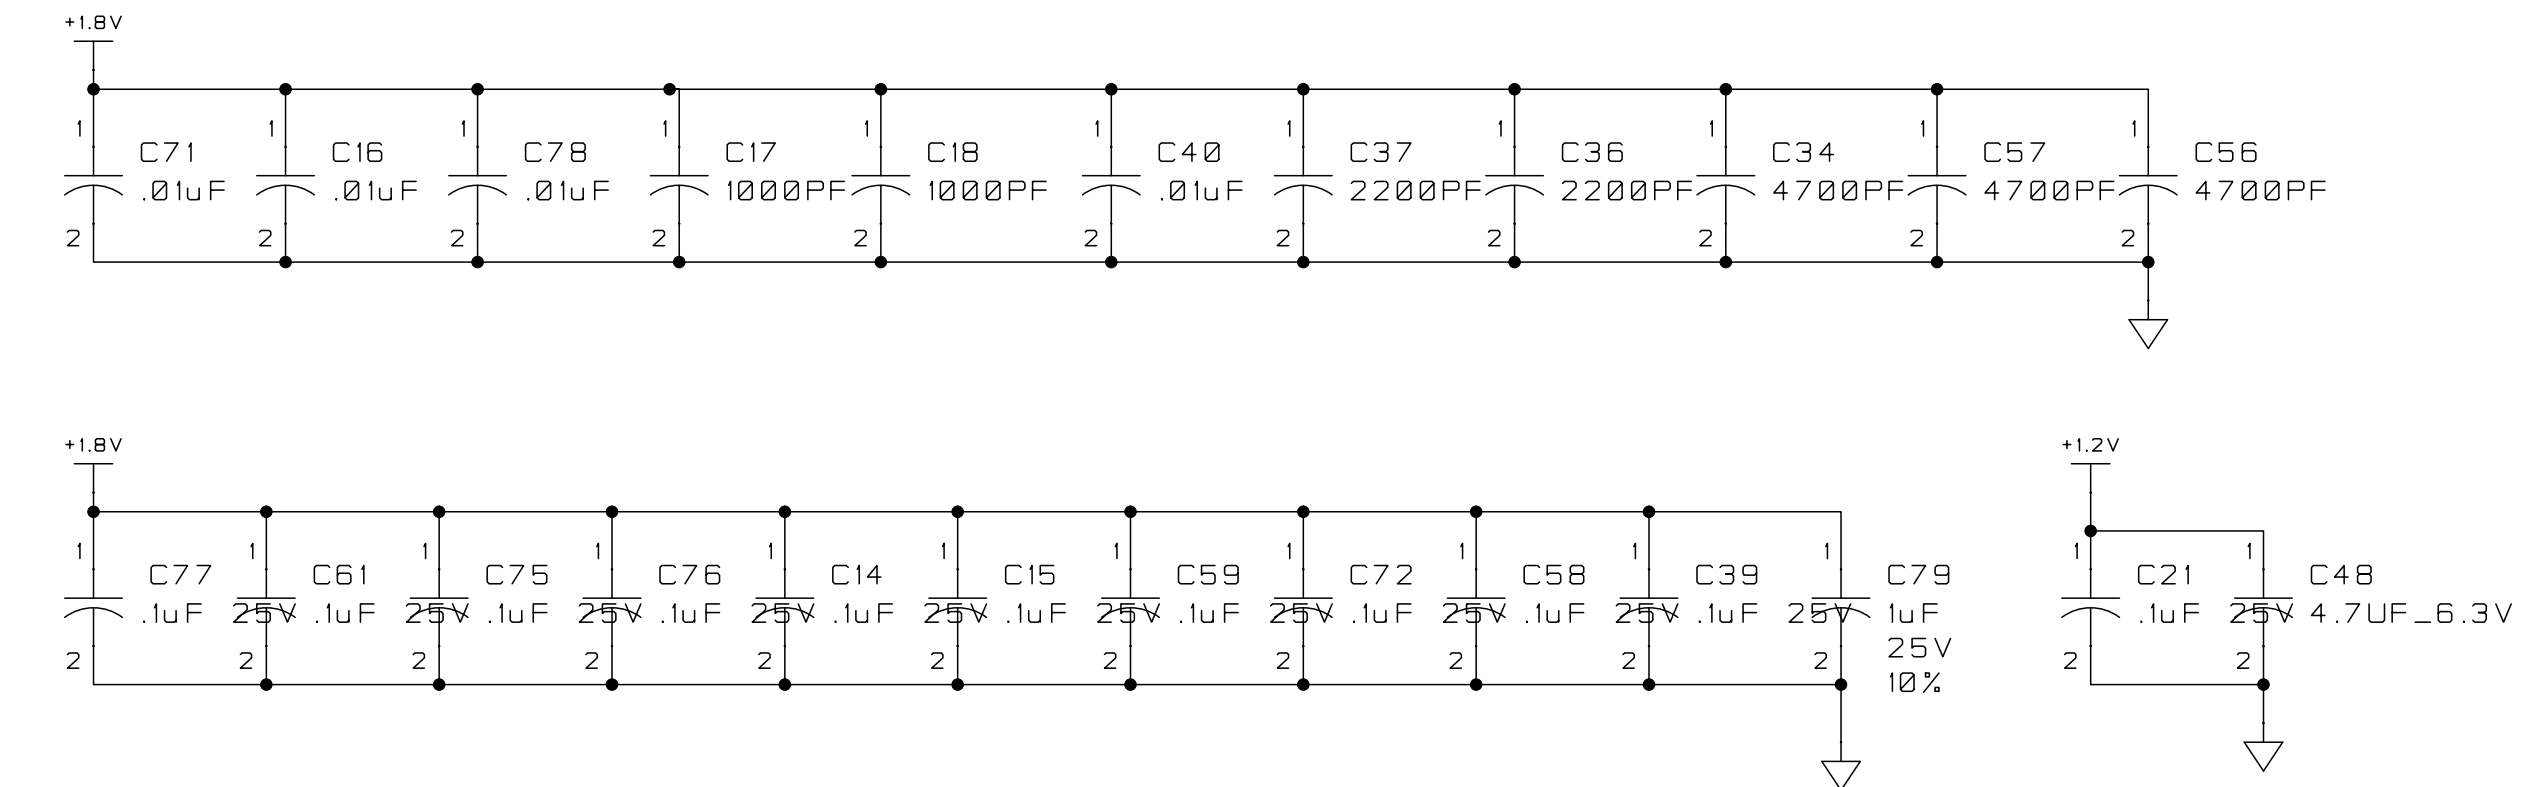 +1.8V
1 1 1 1 1 1 1 1 1 1 1
C71 C16 C78 C17 C18 C40 C37 C36 C34 C57 C56
.01uF .01uF .01uF 1000PF 1000PF .01uF 2200PF 2200PF 4700PF 4700PF 4700PF
2 2 2 2 2 2 2 2 2 2 2
+1.8V +1.2V
1 1 1 1 1 1 1 1 1 1 1 1 1
C77 C61 C75 C76 C14 C15 C59 C72 C58 C39 C79 C21 C48
.1uF 25V .1uF 25V .1uF 25V .1uF 25V .1uF 25V .1uF 25V .1uF 25V .1uF 25V .1uF 25V .1uF 25V 1uF .1uF 25V 4.7UF_6.3V
25V
2 2 2 2 2 2 2 2 2 2 2 2 2
10%